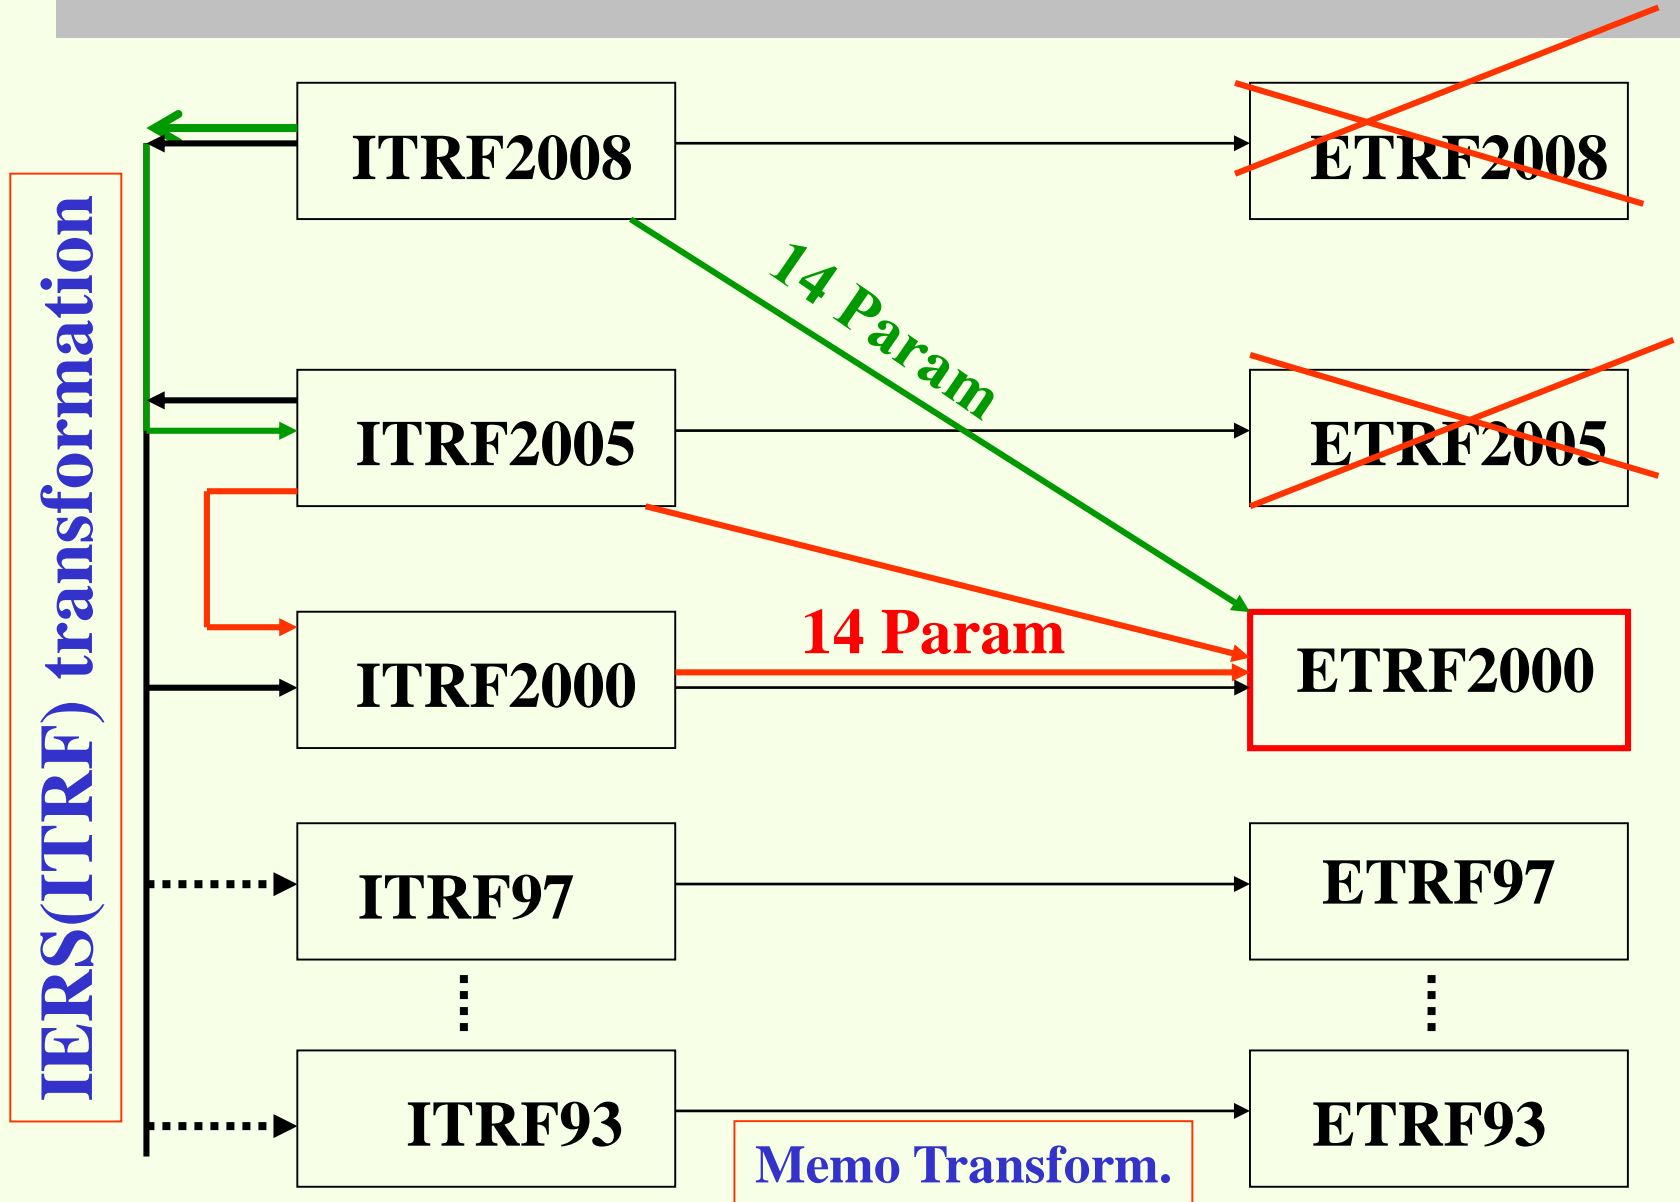 IERS(ITRF) transformation
ITRF2008
ETRF2008
14 Param
ITRF2005
ETRF2005
14 Param
ITRF2000
ETRF2000
ITRF97
ETRF97
ITRF93
ETRF93
Memo Transform.